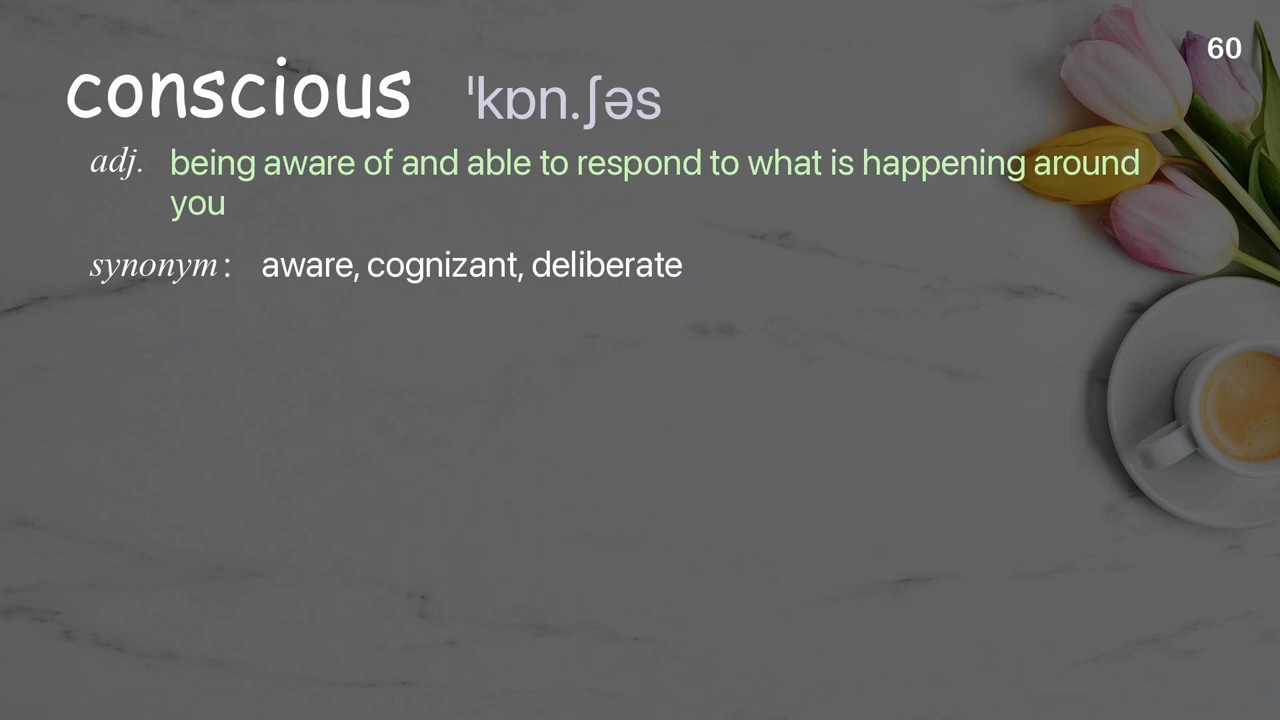 60
conscious ˈkɒn.ʃəs
adj. being aware of and able to respond to what is happening around
you
synonym : aware, cognizant, deliberate